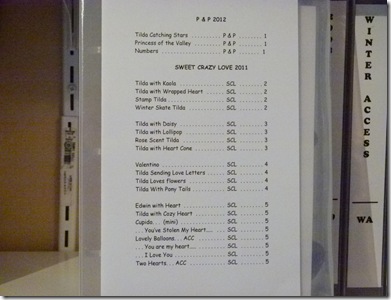 P & P 2012
Tilda Catching Stars . . . . . . . . . . P & P . . . . . . . . . 1
Princess of the Valley . . . . . . . . . P & P . . . . . . . . . 1
Numbers . . . . . . . . . . . . . . . . . P & P . . . . . . . . . 1
SWEET CRAZY LOVE 2011
Tilda with Kaola . . . . . . . . . . . . SCL . . . . . . . . . . 2
Tilda with Wrapped Heart . . . . . . SCL . . . . . . . . . . 2
Stamp Tilda . . . . . . . . . . . . . . . SCL . . . . . . . . . . 2
Winter Skate Tilda . . . . . . . . . . . SCL . . . . . . . . . . 2
Tilda with Daisy . . . . . . . . . . . . SCL . . . . . . . . . . 3
Tilda with Lollipop . . . . . . . . . . . SCL . . . . . . . . . . 3
Rose Scent Tilda . . . . . . . . . . . . SCL . . . . . . . . . . 3
Tilda with Heart Cone . . . . . . . . . SCL . . . . . . . . . . 3
Valentino . . . . . . . . . . . . . . . . . SCL . . . . . . . . . . 4
Tilda Sending Love Letters . . . . . SCL . . . . . . . . . . 4
Tilda Loves flowers . . . . . . . . . . SCL . . . . . . . . . . 4
Tilda With Pony Tails . . . . . . . . . SCL . . . . . . . . . . 4
Edwin with Heart . . . . . . . . . . . . SCL . . . . . . . . . . 5
Tilda with Cozy Heart . . . . . . . . . SCL . . . . . . . . . . 5
Cupido. . . (mini) . . . . . . . . . . . . SCL . . . . . . . . . . 5
. . . You've Stolen My Heart . . . . . SCL . . . . . . . . . . 5
Lovely Balloons. . . ACC . . . . . . . SCL . . . . . . . . . . 5
. . . You are my heart.... . . . . . . . SCL . . . . . . . . . . 5
. . . I Love You . . . . . . . . . . . . . SCL . . . . . . . . . . 5
Two Hearts. . . ACC . . . . . . . . . . SCL . . . . . . . . . . 5
WINTER ACCESS
WA